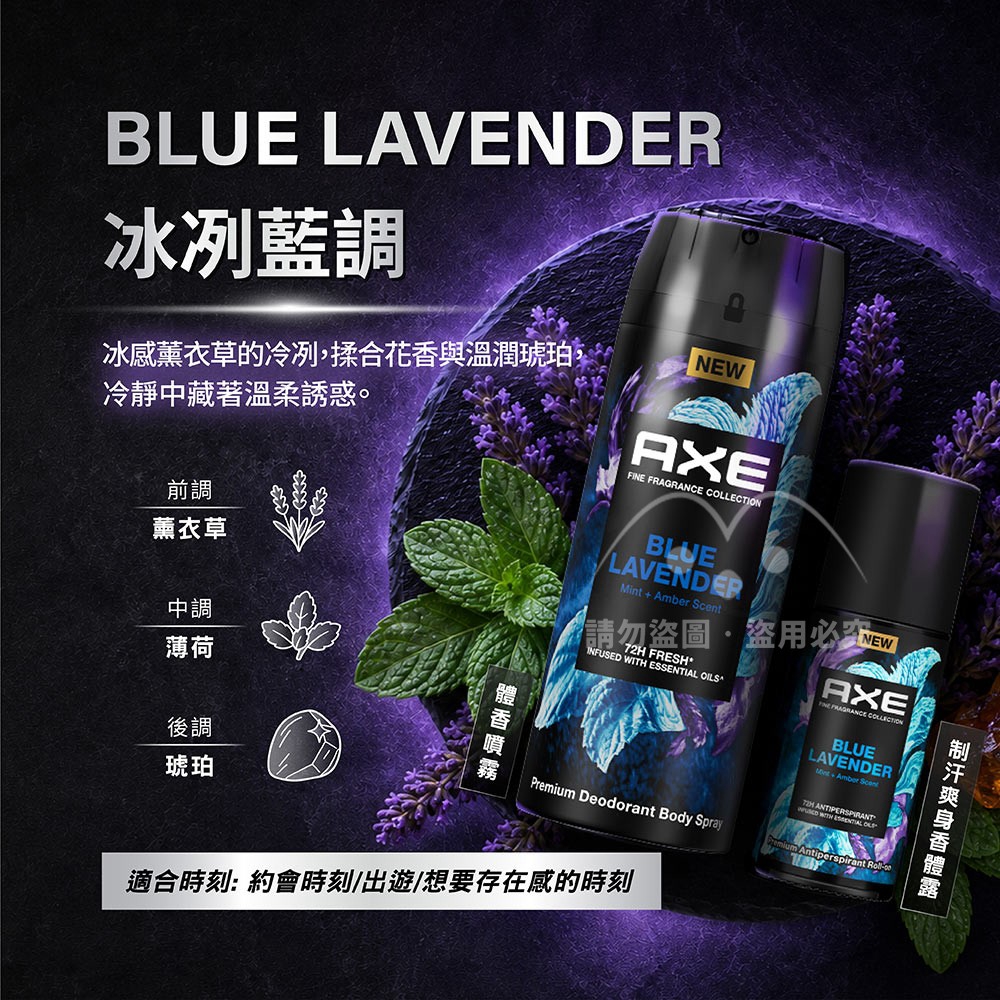 BLUE LAVENDER
冰冽藍調
冰感薰衣草的冷冽,揉合花香與溫潤琥珀,
冷靜中藏著溫柔誘惑。
前調
薰衣草
中調
薄荷
後調
琥珀
適合時刻: 約會時刻/出遊/想要存在感的時刻
NEW
AXE
FINE FRAGRANCE COLLECTION
BLUE
LAVENDER
Mint + Amber Scent
72H FRESH*
INFUSED WITH ESSENTIAL OILS^
Premium Deodorant Body Spray
體香噴霧
請勿盜圖・盜用必究
NEW
AXE
FINE FRAGRANCE COLLECTION
BLUE
LAVENDER
Mint + Amber Scent
72H ANTIPERSPIRANT*
INFUSED WITH ESSENTIAL OILS^
Premium Antiperspirant Roll-on
制汗爽身香體露